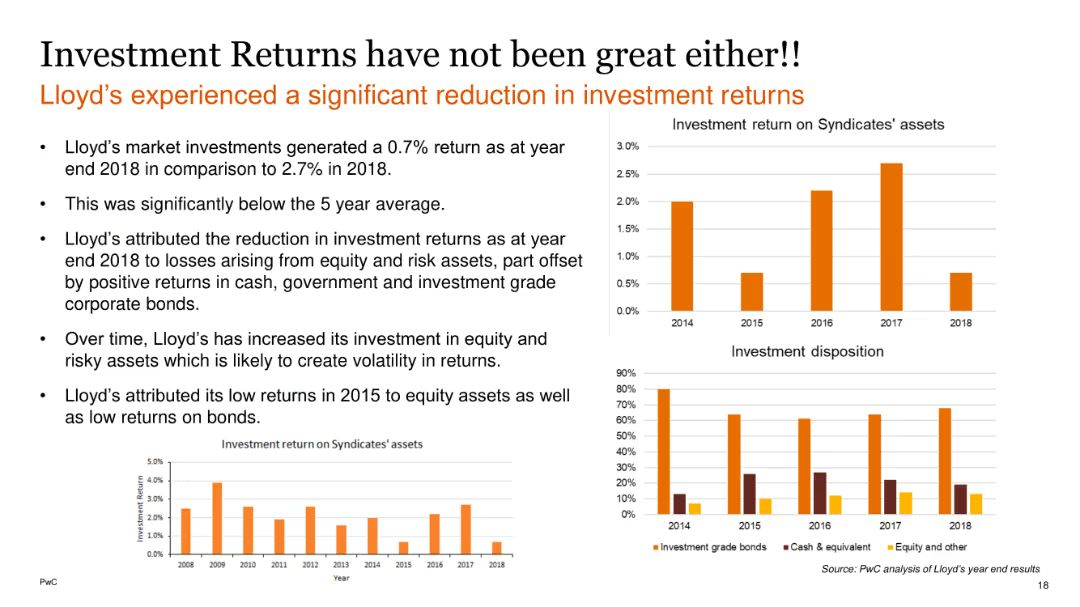 Investment Returns have not been great either!!
Lloyd's experienced a significant reduction in investment returns
• Lloyd's market investments generated a 0.7% return as at year
end 2018 in comparison to 2.7% in 2018.
• This was significantly below the 5 year average.
• Lloyd's attributed the reduction in investment returns as at year
end 2018 to losses arising from equity and risk assets, part offset
by positive returns in cash, government and investment grade
corporate bonds.
• Over time, Lloyd's has increased its investment in equity and
risky assets which is likely to create volatility in returns.
• Lloyd's attributed its low returns in 2015 to equity assets as well
as low returns on bonds.
Investment return on Syndicates' assets
5.0%
4.0%
3.0%
2.0%
1.0%
0.0%
Investment Return
2008 2009 2010 2011 2012 2013 2014 2015 2016 2017 2018
Year
Investment return on Syndicates' assets
3.0%
2.5%
2.0%
1.5%
1.0%
0.5%
0.0%
2014 2015 2016 2017 2018
Investment disposition
90%
80%
70%
60%
50%
40%
30%
20%
10%
0%
2014 2015 2016 2017 2018
Investment grade bonds Cash & equivalent Equity and other
Source: PwC analysis of Lloyd's year end results
PwC
18